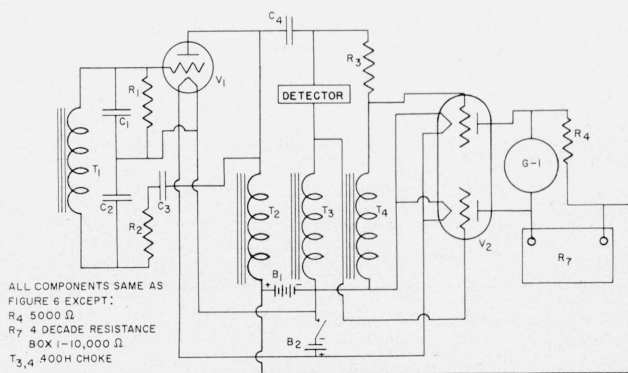 C4
R3
V1
R1
DETECTOR
C1
R4
G-1
T1
C2
C3
T2
T3
T4
R2
V2
R7
B1
+ -
ALL COMPONENTS SAME AS
FIGURE 6 EXCEPT:
R4 5000 Ω
R7 4 DECADE RESISTANCE
BOX 1-10,000 Ω
T3,4 400H CHOKE
B2
-
+